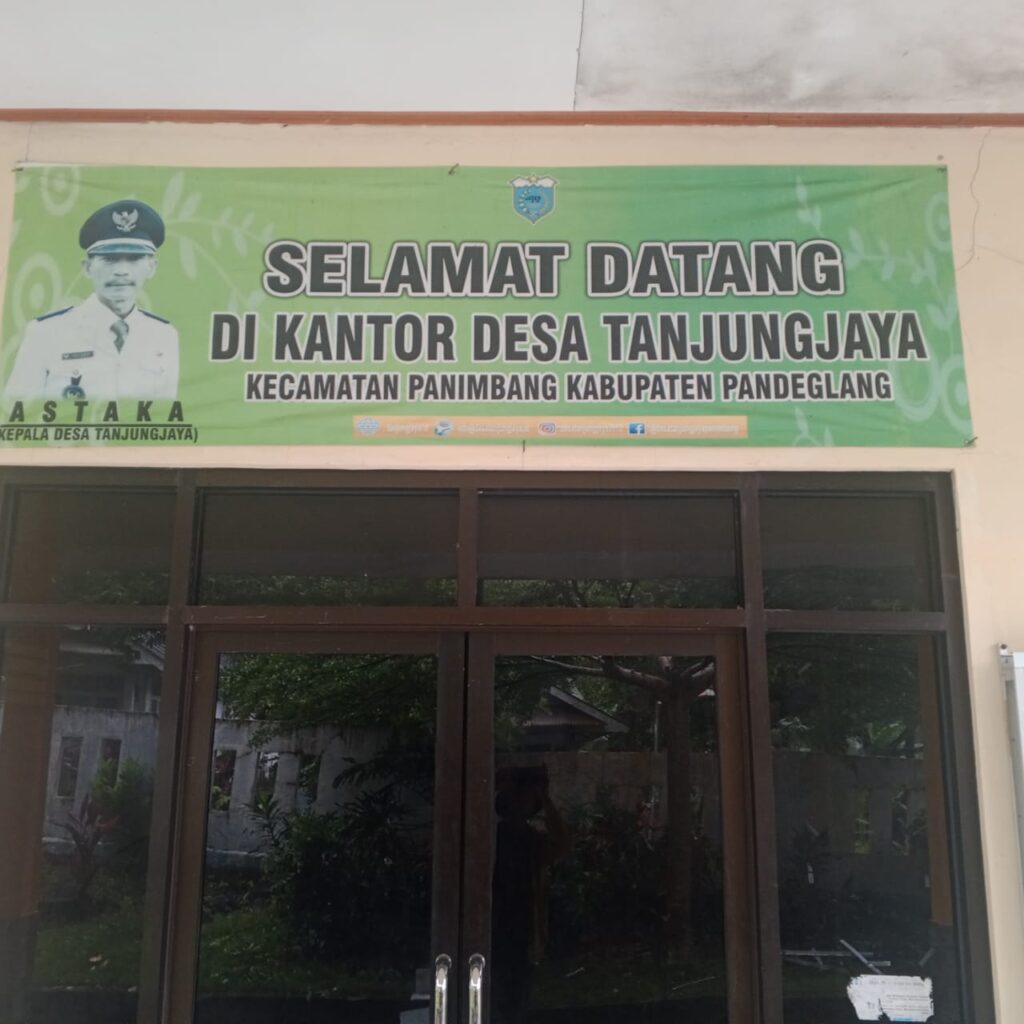 SELAMAT DATANG
DI KANTOR DESA TANJUNGJAYA
KECAMATAN PANIMBANG KABUPATEN PANDEGLANG
ASTAKA
KEPALA DESA TANJUNGJAYA)